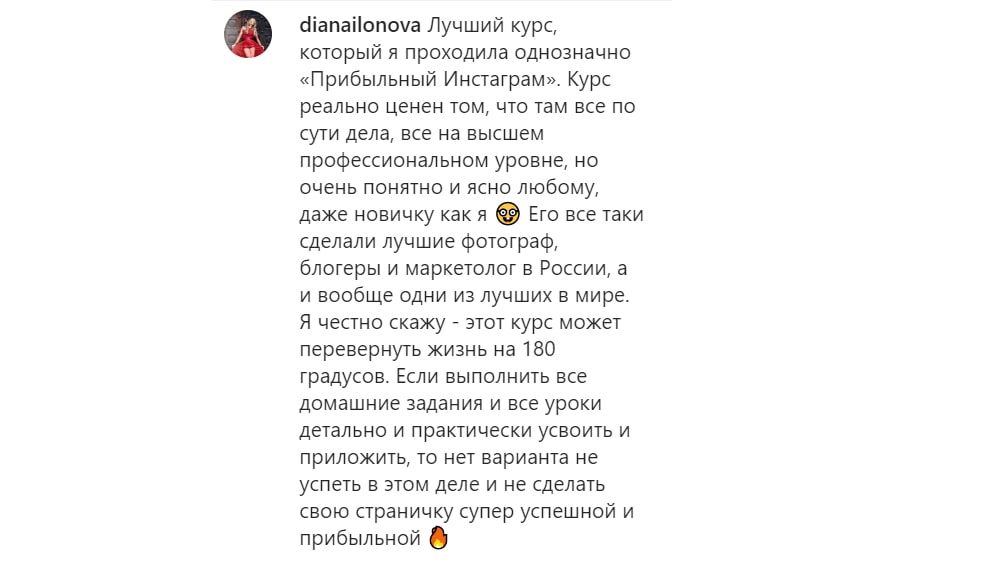 dianailonova Лучший курс,
который я проходила однозначно
«Прибыльный Инстаграм». Курс
реально ценен том, что там все по
сути дела, все на высшем
профессиональном уровне, но
очень понятно и ясно любому,
даже новичку как я 🤓 Его все таки
сделали лучшие фотограф,
блогеры и маркетолог в России, а
и вообще одни из лучших в мире.
Я честно скажу - этот курс может
перевернуть жизнь на 180
градусов. Если выполнить все
домашние задания и все уроки
детально и практически усвоить и
приложить, то нет варианта не
успеть в этом деле и не сделать
свою страничку супер успешной и
прибыльной 🔥